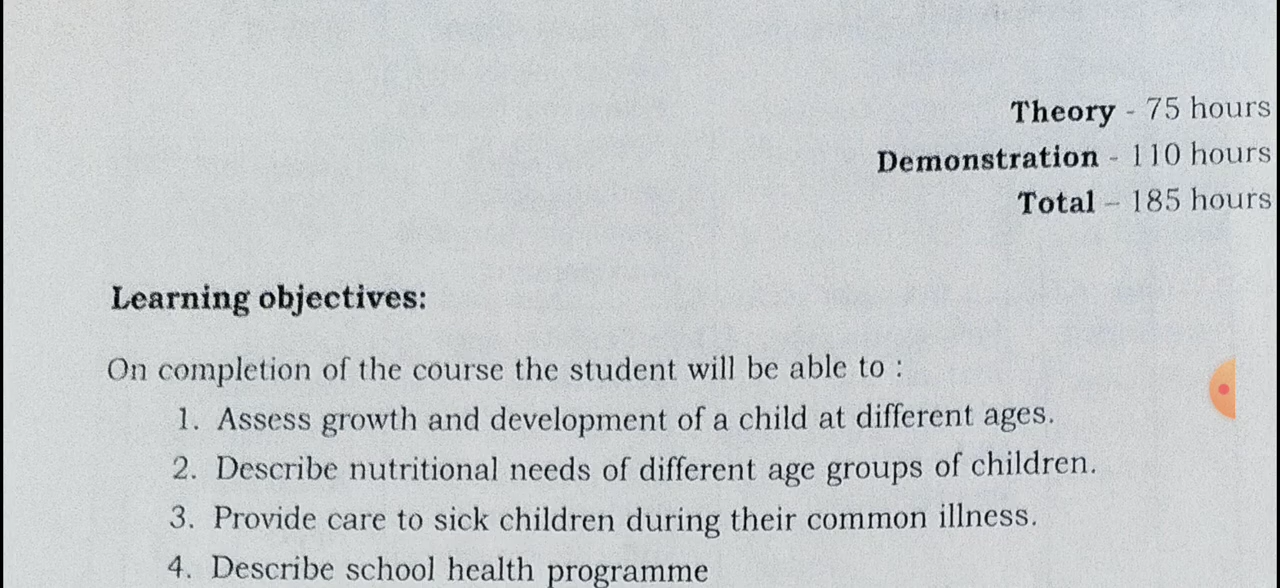 Theory - 75 hours
Demonstration - 110 hours
Total – 185 hours
Learning objectives:
On completion of the course the student will be able to :
1. Assess growth and development of a child at different ages.
2. Describe nutritional needs of different age groups of children.
3. Provide care to sick children during their common illness.
4. Describe school health programme